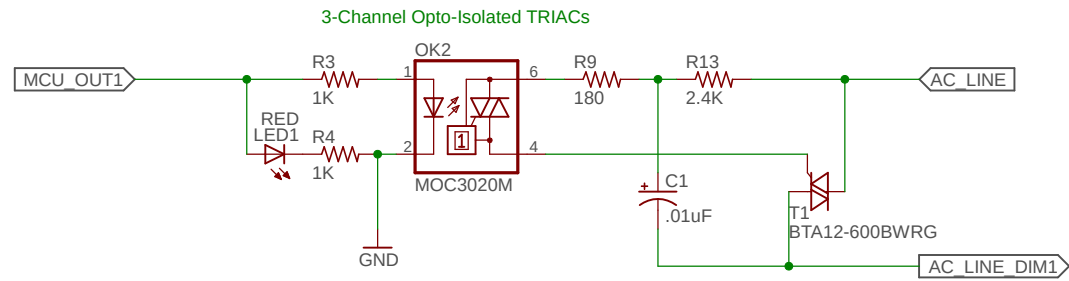 3-Channel Opto-Isolated TRIACs
OK2
MCU_OUT1
R3
1K
1
6
R9
180
R13
2.4K
AC_LINE
RED
LED1
R4
1K
2
1
4
MOC3020M
+
C1
.01uF
T1
BTA12-600BWRG
GND
AC_LINE_DIM1